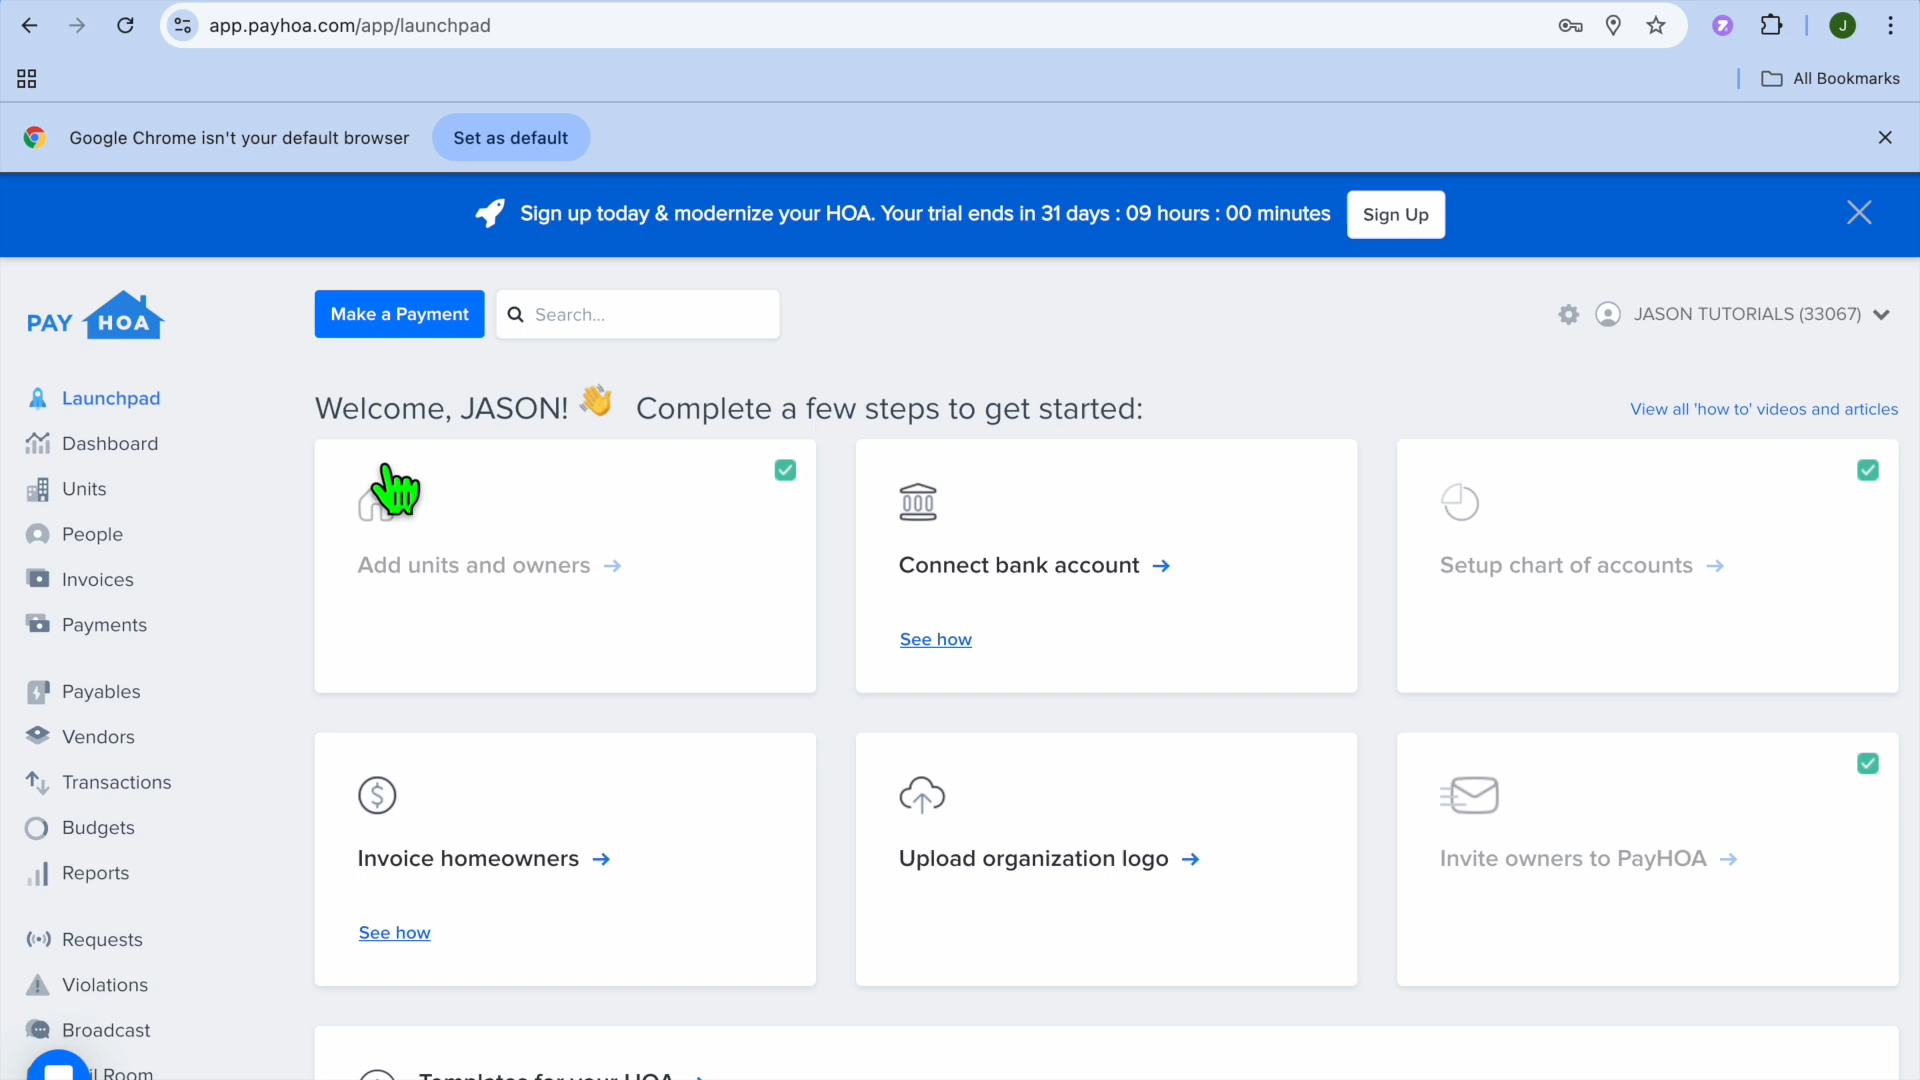 app.payhoa.com/app/launchpad
J
All Bookmarks
Google Chrome isn't your default browser
Set as default
Sign up today & modernize your HOA. Your trial ends in 31 days : 09 hours : 00 minutes
Sign Up
PAY HOA
Make a Payment
Search...
JASON TUTORIALS (33067)
Launchpad
Dashboard
Units
People
Invoices
Payments
Payables
Vendors
Transactions
Budgets
Reports
Requests
Violations
Broadcast
Room
Welcome, JASON! 👋 Complete a few steps to get started:
View all 'how to' videos and articles
Add units and owners →
Connect bank account →
See how
Setup chart of accounts →
Invoice homeowners →
See how
Upload organization logo →
Invite owners to PayHOA →
Templates for your HOA